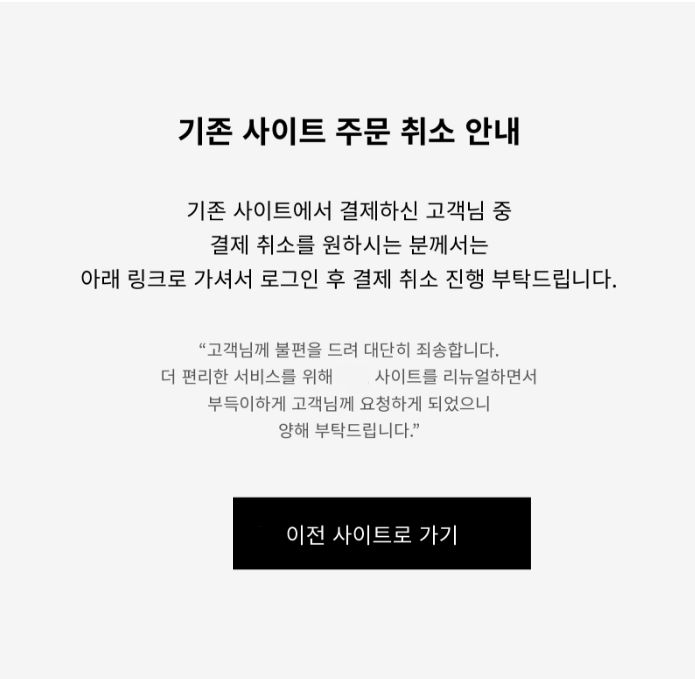 기존 사이트 주문 취소 안내
기존 사이트에서 결제하신 고객님 중
결제 취소를 원하시는 분께서는
아래 링크로 가셔서 로그인 후 결제 취소 진행 부탁드립니다.
“고객님께 불편을 드려 대단히 죄송합니다.
더 편리한 서비스를 위해 사이트를 리뉴얼하면서
부득이하게 고객님께 요청하게 되었으니
양해 부탁드립니다.”
이전 사이트로 가기